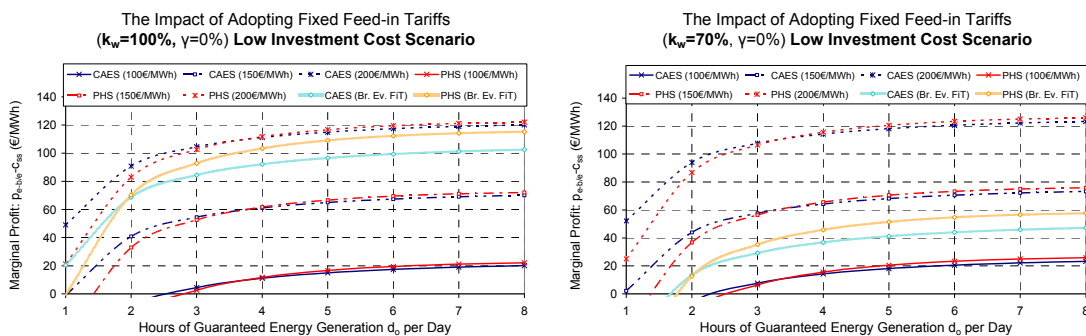 The Impact of Adopting Fixed Feed-in Tariffs
(kw=100%, γ=0%) Low Investment Cost Scenario
CAES (100€/MWh) CAES (150€/MWh) CAES (200€/MWh) PHS (100€/MWh)
PHS (150€/MWh) PHS (200€/MWh) CAES (Br. Ev. FiT) PHS (Br. Ev. FiT)
Marginal Profit: pe-b/e-css (€/MWh)
140
120
100
80
60
40
20
0
1 2 3 4 5 6 7 8
Hours of Guaranteed Energy Generation do per Day
The Impact of Adopting Fixed Feed-in Tariffs
(kw=70%, γ=0%) Low Investment Cost Scenario
CAES (100€/MWh) CAES (150€/MWh) CAES (200€/MWh) PHS (100€/MWh)
PHS (150€/MWh) PHS (200€/MWh) CAES (Br. Ev. FiT) PHS (Br. Ev. FiT)
Marginal Profit: pe-b/e-css (€/MWh)
140
120
100
80
60
40
20
0
1 2 3 4 5 6 7 8
Hours of Guaranteed Energy Generation do per Day